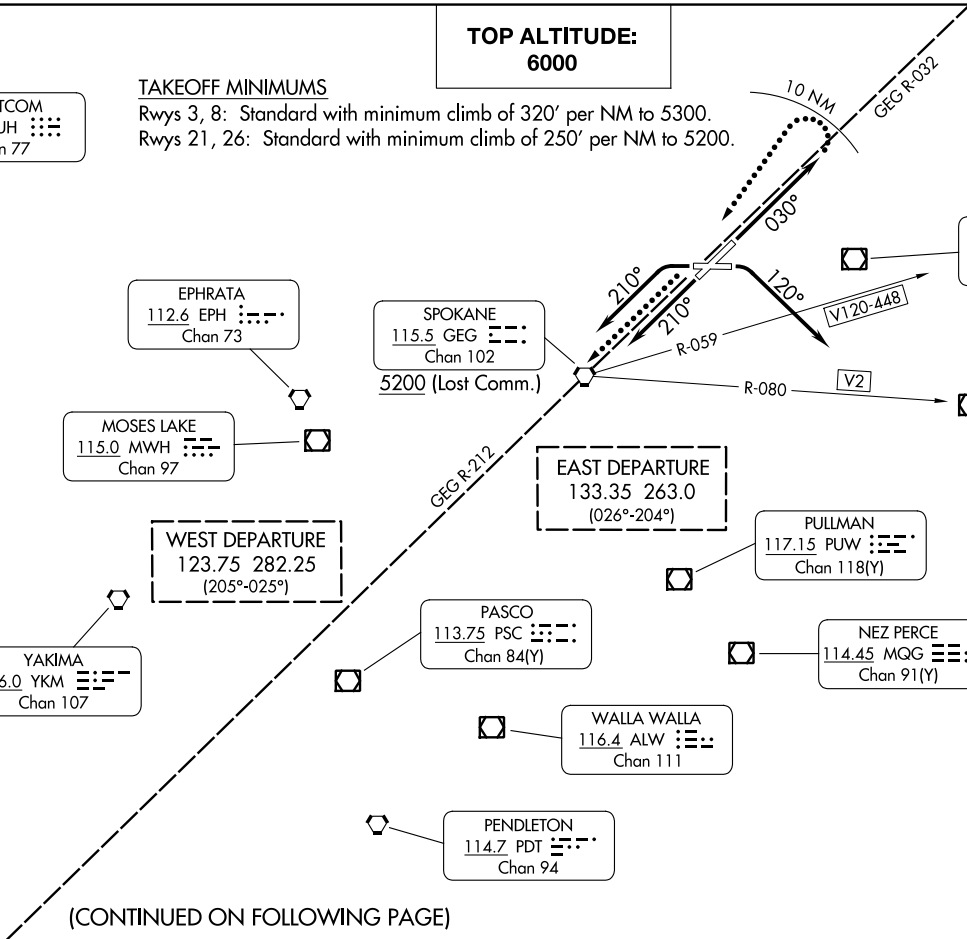 TOP ALTITUDE:
6000
TAKEOFF MINIMUMS
Rwys 3, 8: Standard with minimum climb of 320' per NM to 5300.
Rwys 21, 26: Standard with minimum climb of 250' per NM to 5200.
10 NM
GEG R-032
77
030°
210°
210°
120°
EPHRATA
112.6 EPH
Chan 73
SPOKANE
115.5 GEG
Chan 102
5200 (Lost Comm.)
V120-448
R-059
R-080
V2
MOSES LAKE
115.0 MWH
Chan 97
GEG R-212
EAST DEPARTURE
133.35 263.0
(026°-204°)
WEST DEPARTURE
123.75 282.25
(205°-025°)
PULLMAN
117.15 PUW
Chan 118(Y)
PASCO
113.75 PSC
Chan 84(Y)
NEZ PERCE
114.45 MQG
Chan 91(Y)
YAKIMA
6.0 YKM
Chan 107
WALLA WALLA
116.4 ALW
Chan 111
PENDLETON
114.7 PDT
Chan 94
(CONTINUED ON FOLLOWING PAGE)